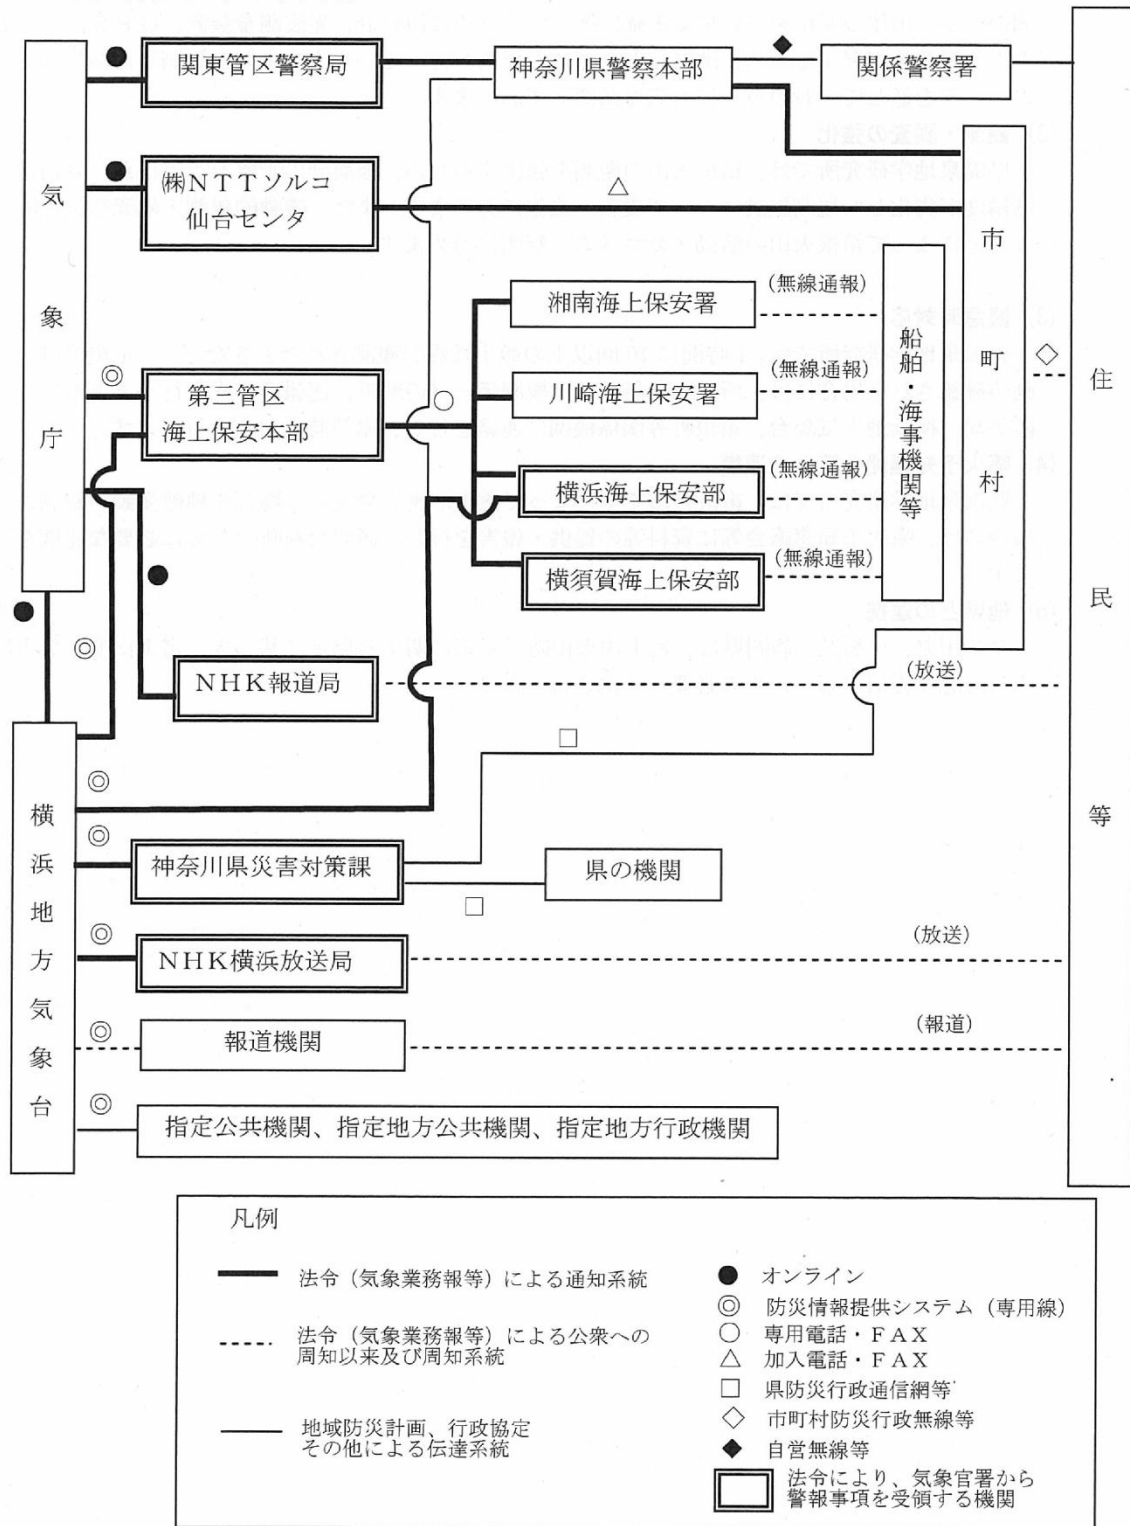 気象庁
関東管区警察局
神奈川県警察本部
関係警察署
㈱NTTソルコ
仙台センタ
市町村
住民等
湘南海上保安署
(無線通報)
船舶・海事機関等
川崎海上保安署
(無線通報)
第三管区
海上保安本部
横浜海上保安部
(無線通報)
横須賀海上保安部
(無線通報)
NHK報道局
(放送)
横浜地方気象台
神奈川県災害対策課
県の機関
NHK横浜放送局
(放送)
報道機関
(報道)
指定公共機関、指定地方公共機関、指定地方行政機関
凡例
法令(気象業務報等)による通知系統
法令(気象業務報等)による公衆への
周知以来及び周知系統
地域防災計画、行政協定
その他による伝達系統
● オンライン
◎ 防災情報提供システム(専用線)
○ 専用電話・FAX
△ 加入電話・FAX
□ 県防災行政通信網等
◇ 市町村防災行政無線等
◆ 自営無線等
法令により、気象官署から
警報事項を受領する機関